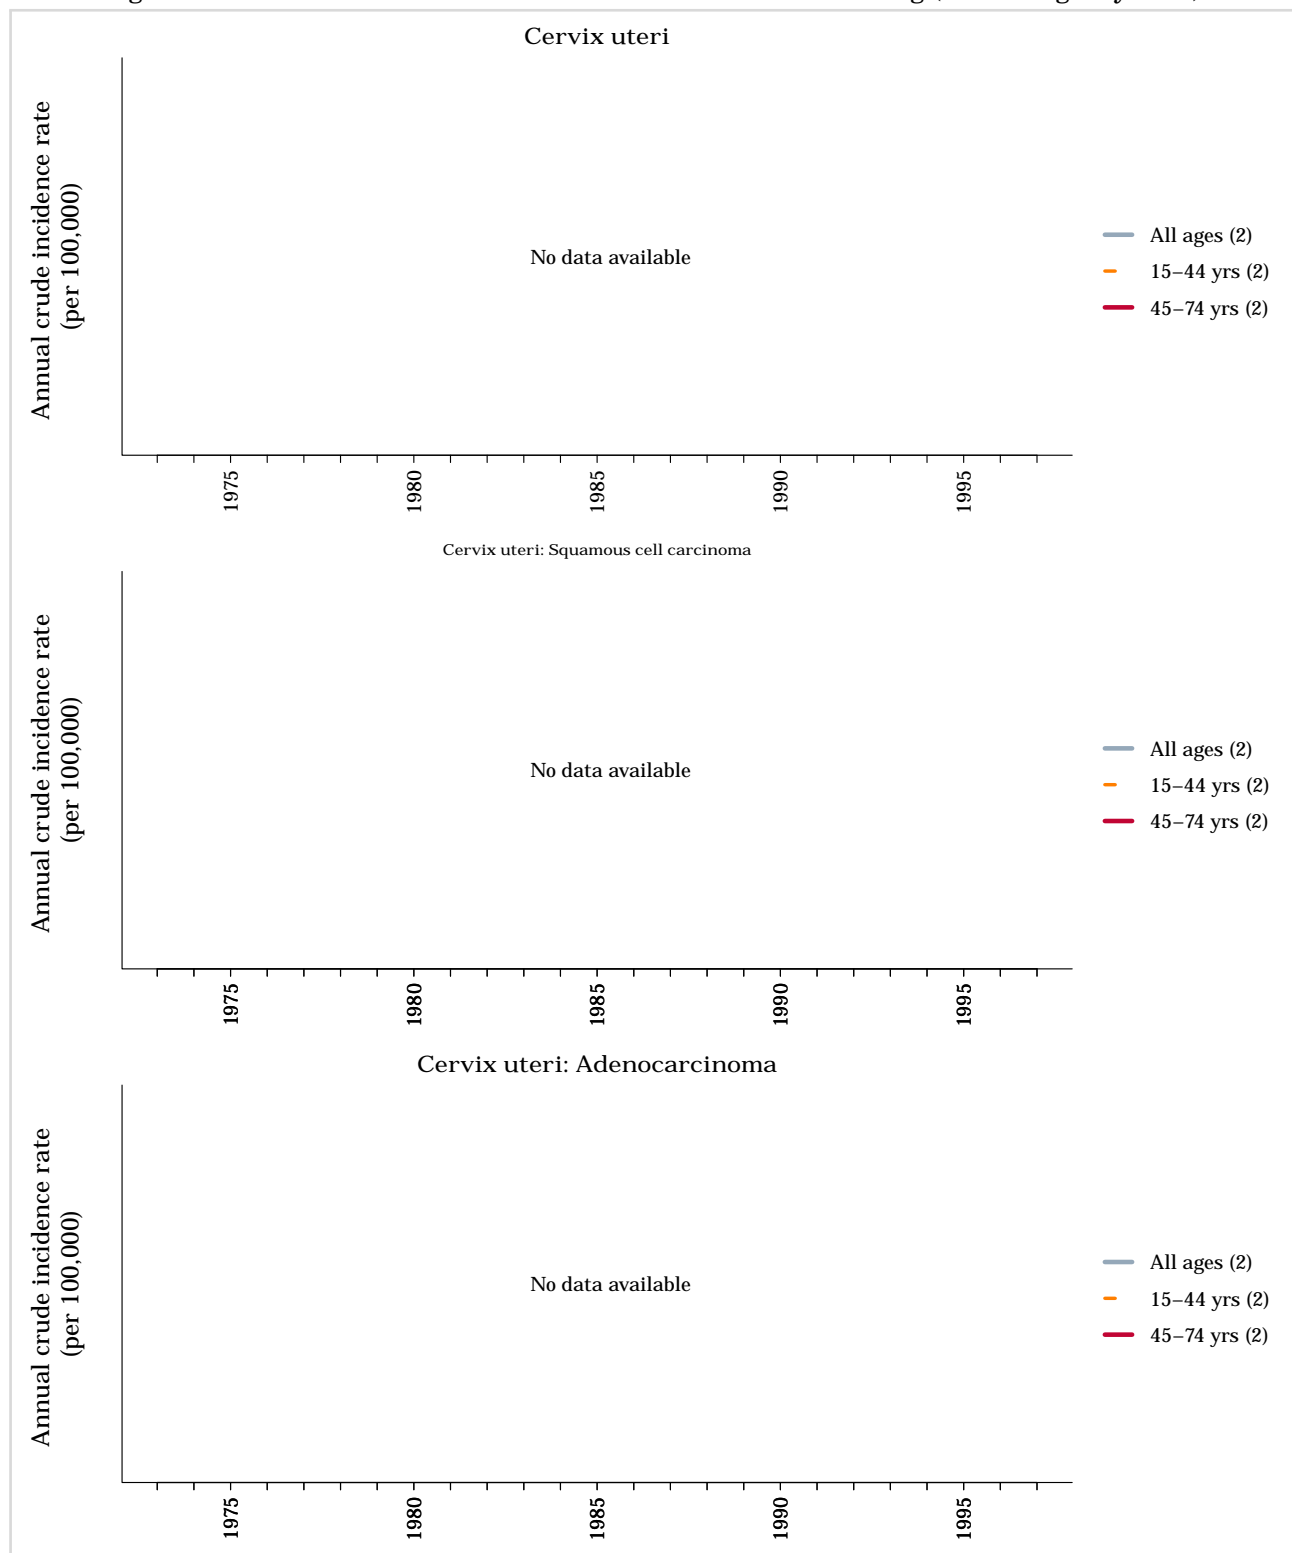 Cervix uteri
Annual crude incidence rate
(per 100,000)
No data available
All ages (2)
15–44 yrs (2)
45–74 yrs (2)
1975
1980
1985
1990
1995
Cervix uteri: Squamous cell carcinoma
Annual crude incidence rate
(per 100,000)
No data available
All ages (2)
15–44 yrs (2)
45–74 yrs (2)
1975
1980
1985
1990
1995
Cervix uteri: Adenocarcinoma
Annual crude incidence rate
(per 100,000)
No data available
All ages (2)
15–44 yrs (2)
45–74 yrs (2)
1975
1980
1985
1990
1995